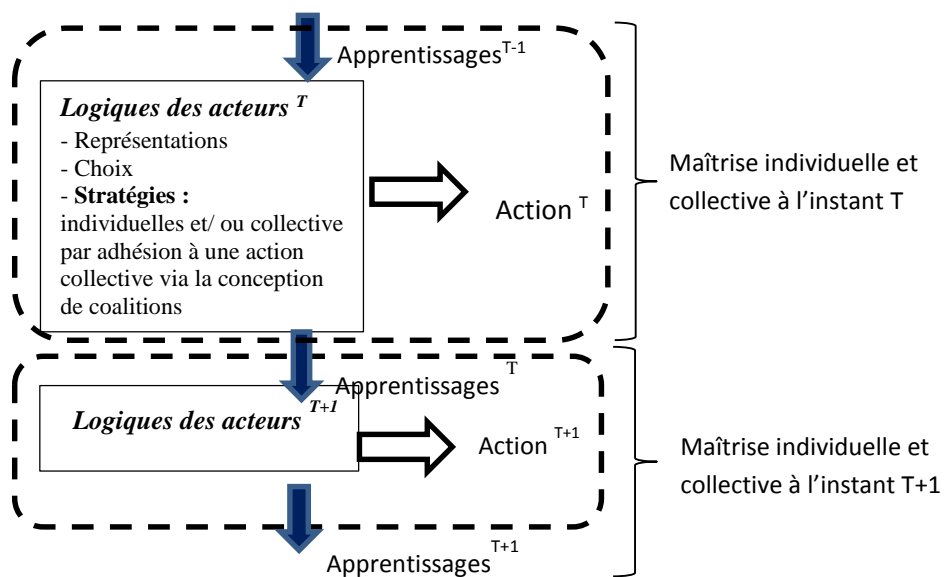 Apprentissages T-1
Logiques des acteurs T
- Représentations
- Choix
- Stratégies :
individuelles et/ ou collective
par adhésion à une action
collective via la conception
de coalitions
Action T
Maîtrise individuelle et
collective à l'instant T
Apprentissages T
Logiques des acteurs T+1
Action T+1
Maîtrise individuelle et
collective à l'instant T+1
Apprentissages T+1